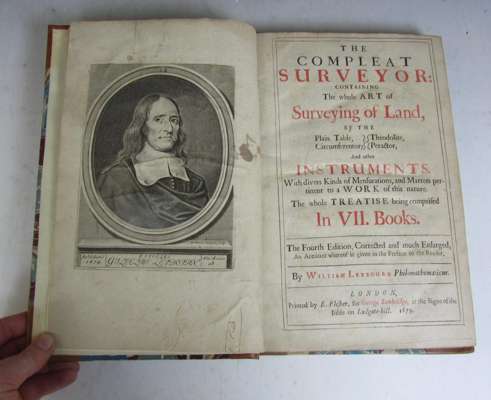 THE
COMPLEAT
SURVEYOR:
CONTAINING
The whole ART of
Surveying of Land,
BY THE
Plain Table, Theodolite,
Circumferentor, Peractor,
And other
INSTRUMENTS.
With divers Kinds of Mensurations, and Matters per-
tinent to a WORK of this nature.
The whole TREATISE being comprised
In VII. Books.
The Fourth Edition, Corrected and much Enlarged,
An Account whereof is given in the Preface to the Reader,
By WILLIAM LEYBOURN Philomathematicus.
LONDON,
Printed by E. Flesher, for George Sawbridge, at the Signe of the
Bible on Ludgate-hill. 1679.